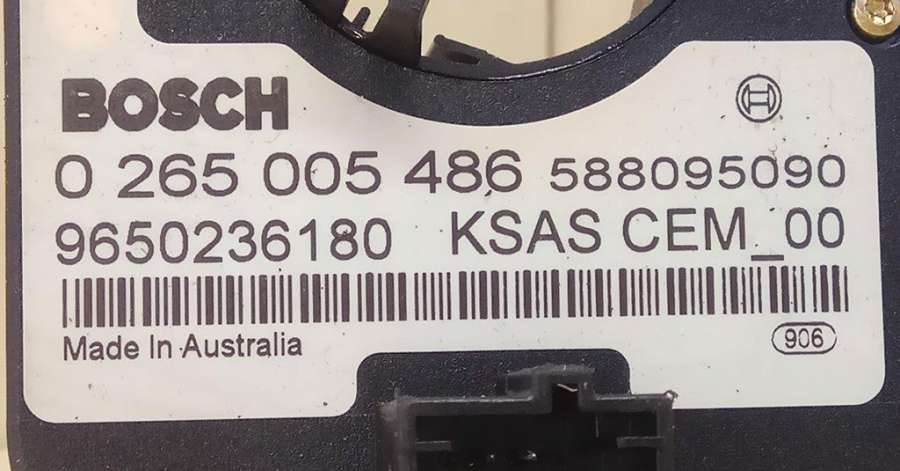 BOSCH
0 265 005 486 588095090
9650236180 KSAS CEM_00
Made In Australia
906